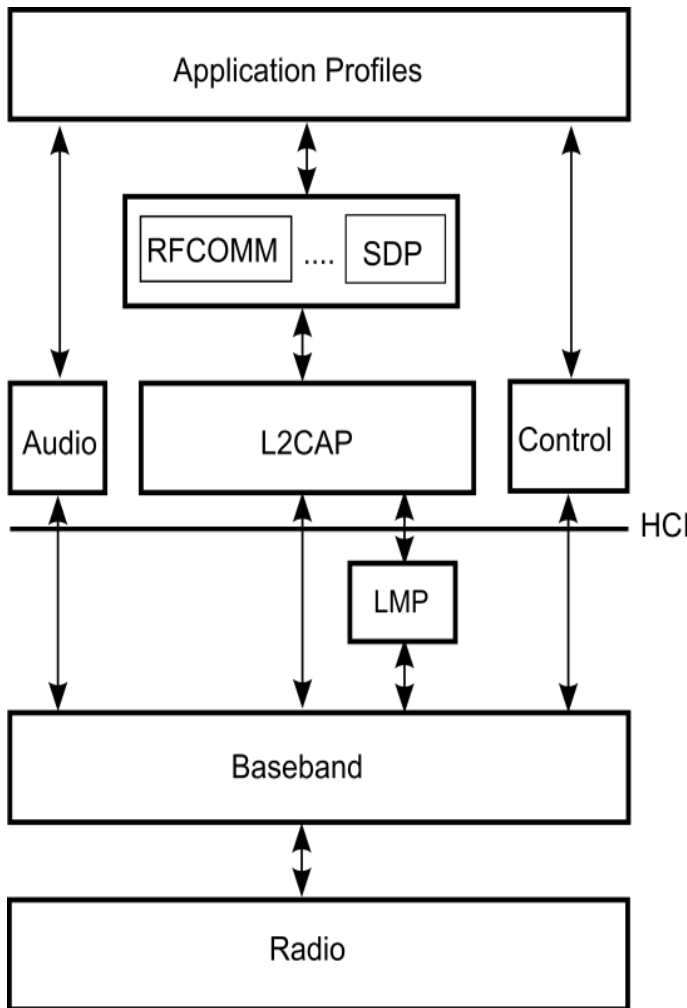 Application Profiles
RFCOMM .... SDP
Audio
L2CAP
Control
HCI
LMP
Baseband
Radio